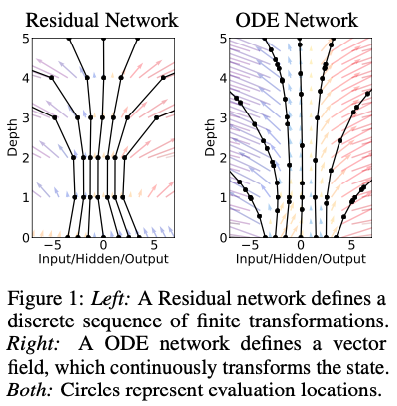 Residual Network
ODE Network
5
4
3
2
1
0
Depth
−5
0
5
Input/Hidden/Output
5
4
3
2
1
0
Depth
−5
0
5
Input/Hidden/Output
Figure 1: Left: A Residual network defines a
discrete sequence of finite transformations.
Right: A ODE network defines a vector
field, which continuously transforms the state.
Both: Circles represent evaluation locations.